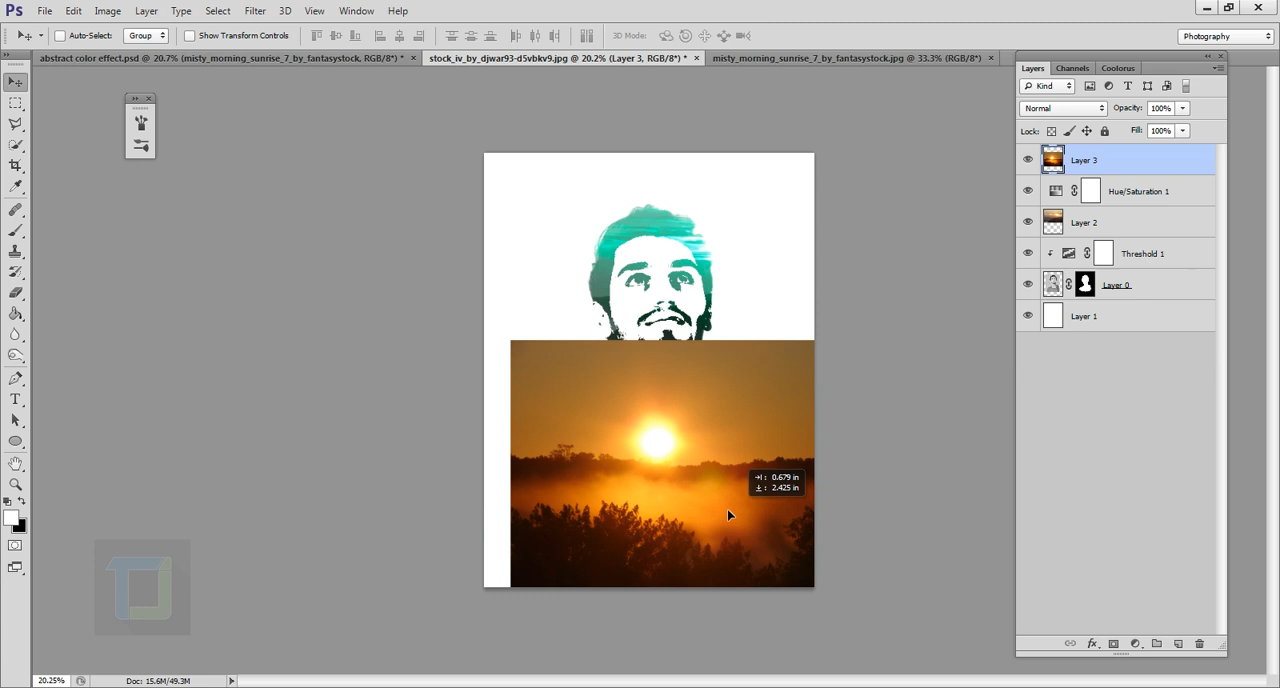 Ps File Edit Image Layer Type Select Filter 3D View Window Help
Auto-Select: Group Show Transform Controls 3D Mode: Photography
abstract color effect.psd @ 20.7% (misty_morning_sunrise_7_by_fantasystock, RGB/8*) * × stock_iv_by_djwar93-d5vbkv9.jpg @ 20.2% (Layer 3, RGB/8*) * × misty_morning_sunrise_7_by_fantasystock.jpg @ 33.3% (RGB/8*) ×
Layers Channels Coolorus
Kind
Normal Opacity: 100%
Lock: Fill: 100%
Layer 3
Hue/Saturation 1
Layer 2
Threshold 1
Layer 0
Layer 1
0.679 in
2.425 in
20.25% Doc: 15.6M/49.3M